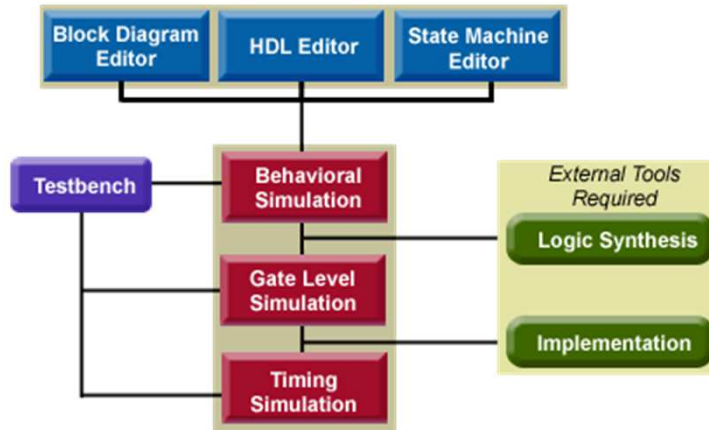 Block Diagram
Editor
HDL Editor
State Machine
Editor
Testbench
Behavioral
Simulation
External Tools
Required
Logic Synthesis
Gate Level
Simulation
Implementation
Timing
Simulation